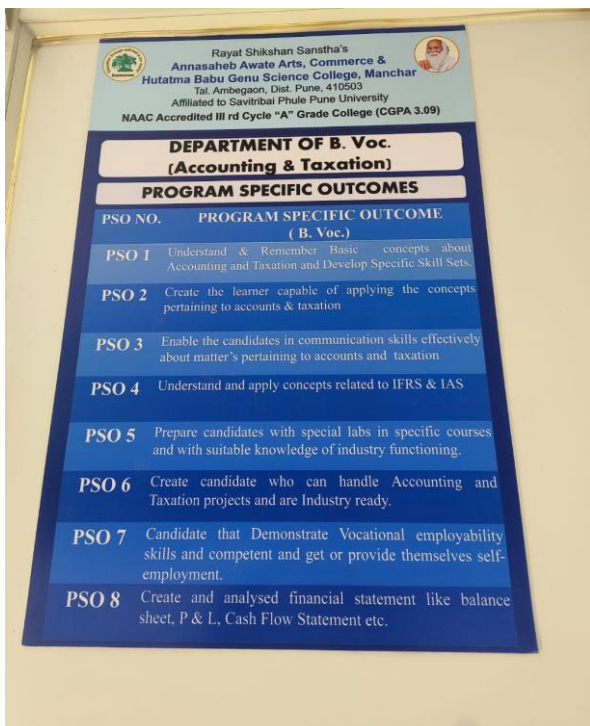 Rayat Shikshan Sanstha's
Annasaheb Awate Arts, Commerce &
Hutatma Babu Genu Science College, Manchar
Tal. Ambegaon, Dist. Pune, 410503
Affiliated to Savitribai Phule Pune University
NAAC Accredited III rd Cycle "A" Grade College (CGPA 3.09)
DEPARTMENT OF B. Voc.
(Accounting & Taxation)
PROGRAM SPECIFIC OUTCOMES
PSO NO. PROGRAM SPECIFIC OUTCOME
( B. Voc.)
PSO 1 Understand & Remember Basic concepts about
Accounting and Taxation and Develop Specific Skill Sets.
PSO 2 Create the learner capable of applying the concepts
pertaining to accounts & taxation
PSO 3 Enable the candidates in communication skills effectively
about matter's pertaining to accounts and taxation
PSO 4 Understand and apply concepts related to IFRS & IAS
PSO 5 Prepare candidates with special labs in specific courses
and with suitable knowledge of industry functioning.
PSO 6 Create candidate who can handle Accounting and
Taxation projects and are Industry ready.
PSO 7 Candidate that Demonstrate Vocational employability
skills and competent and get or provide themselves self-
employment.
PSO 8 Create and analysed financial statement like balance
sheet, P & L, Cash Flow Statement etc.